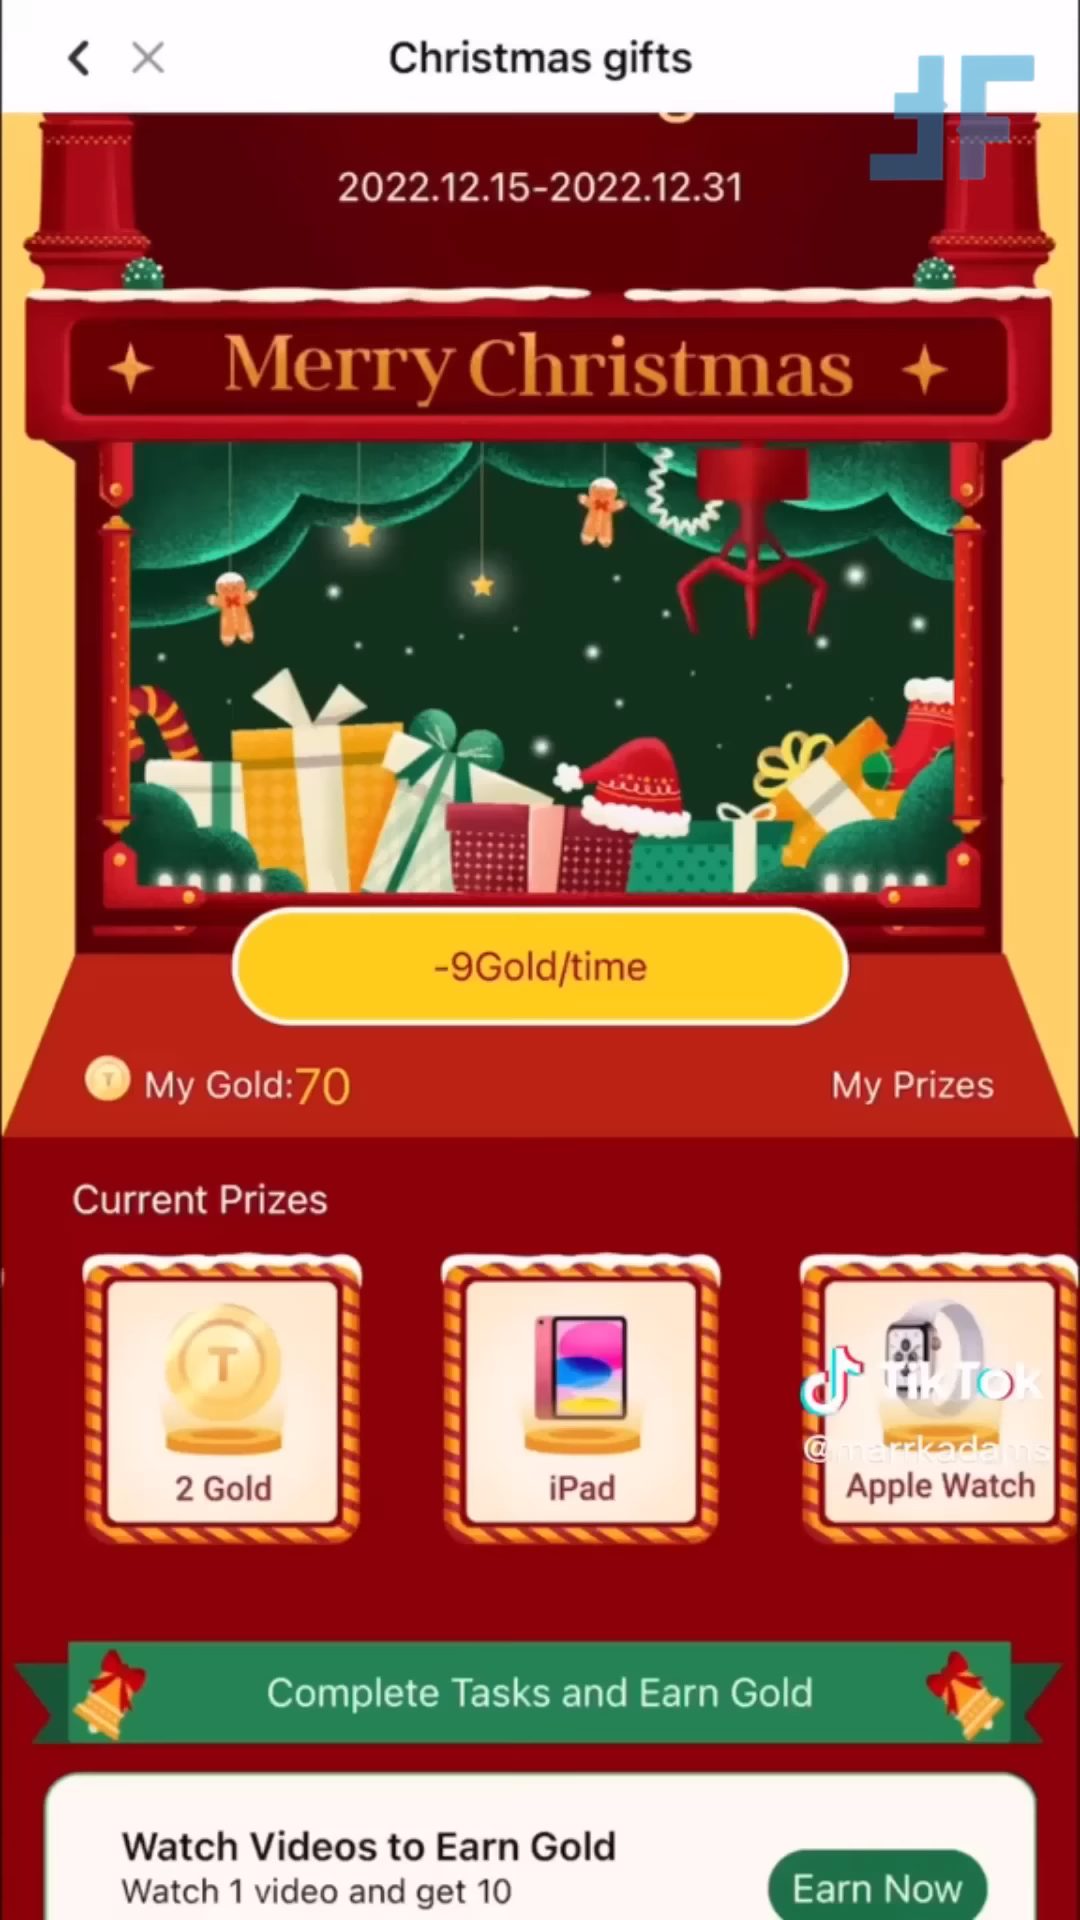 Christmas gifts
2022.12.15-2022.12.31
Merry Christmas
-9Gold/time
My Gold:70
My Prizes
Current Prizes
T
2 Gold
iPad
TikTok
@marrkadams
Apple Watch
Complete Tasks and Earn Gold
Watch Videos to Earn Gold
Watch 1 video and get 10
Earn Now